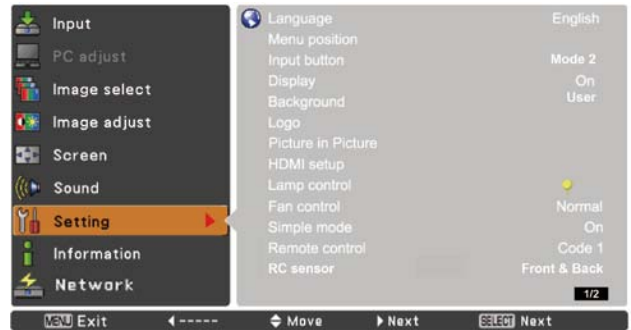 Input
PC adjust
Image select
Image adjust
Screen
Sound
Setting
Information
Network
Language English
Menu position
Input button Mode 2
Display On
Background User
Logo
Picture in Picture
HDMI setup
Lamp control
Fan control Normal
Simple mode On
Remote control Code 1
RC sensor Front & Back
1/2
MENU Exit ----- Move Next SELECT Next